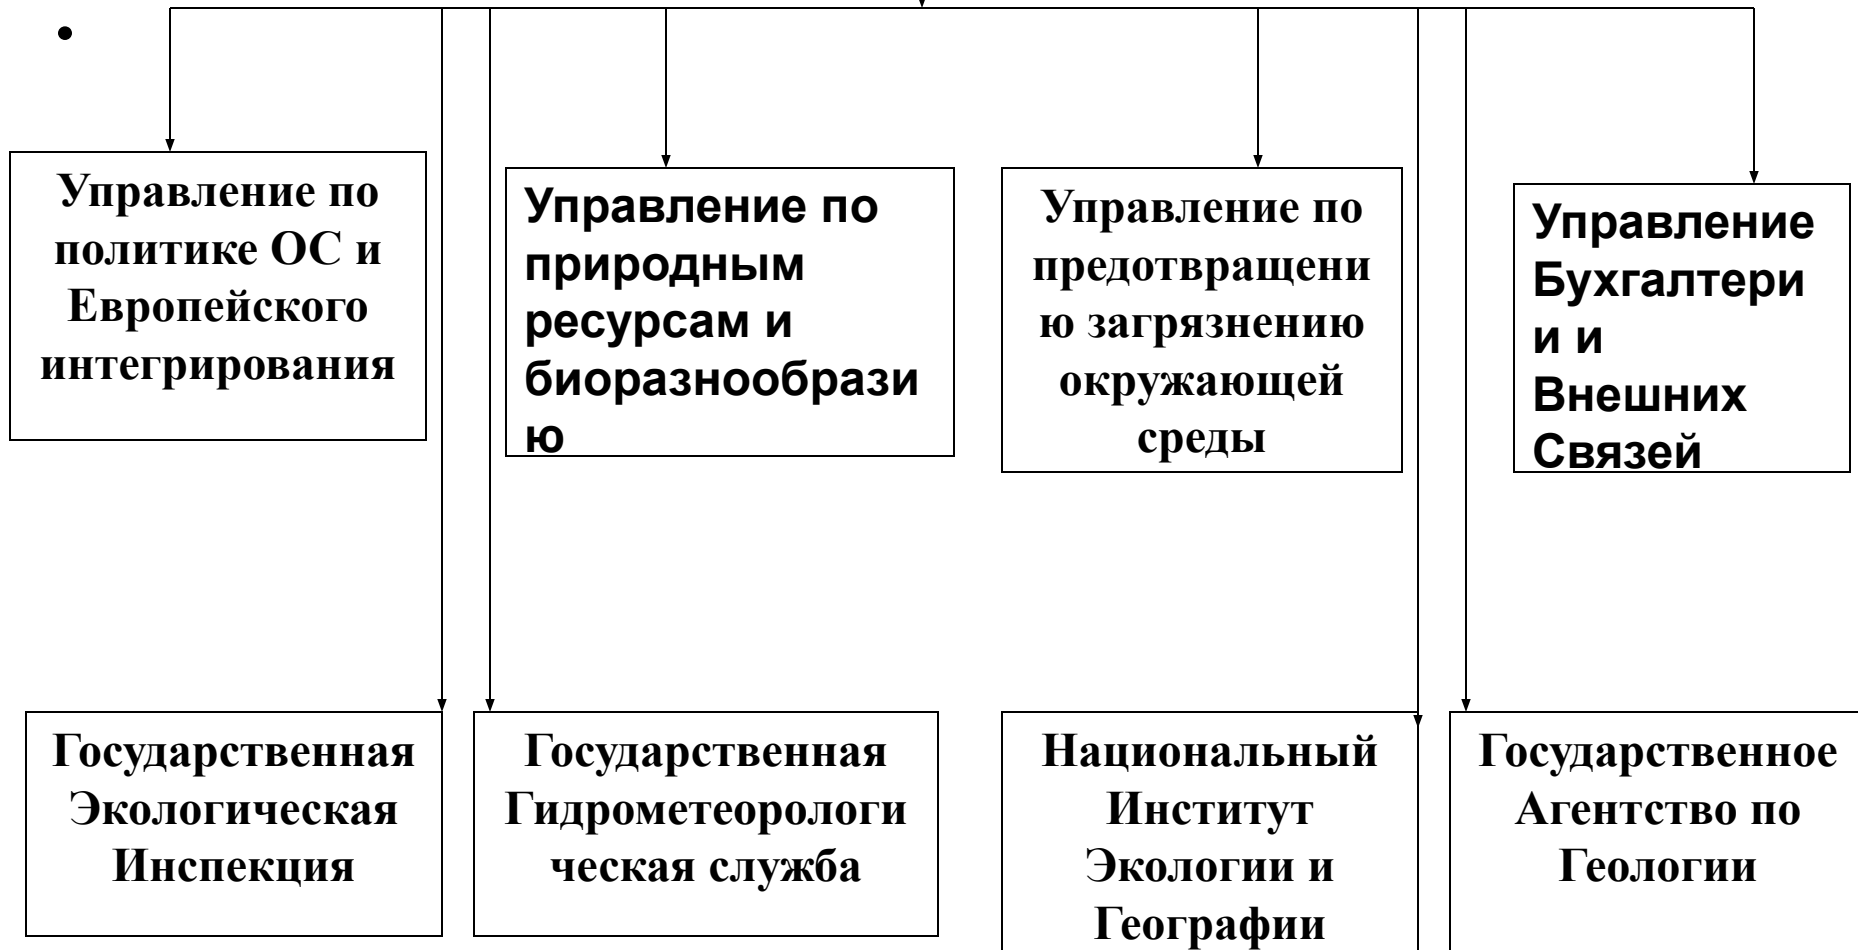 Управление по
политике ОС и
Европейского
интегрирования
Управление по
природным
ресурсам и
биоразнообрази
ю
Управление по
предотвращени
ю загрязнению
окружающей
среды
Управление
Бухгалтери
и и
Внешних
Связей
Государственная
Экологическая
Инспекция
Государственная
Гидрометеорологи
ческая служба
Национальный
Институт
Экологии и
Географии
Государственное
Агентство по
Геологии